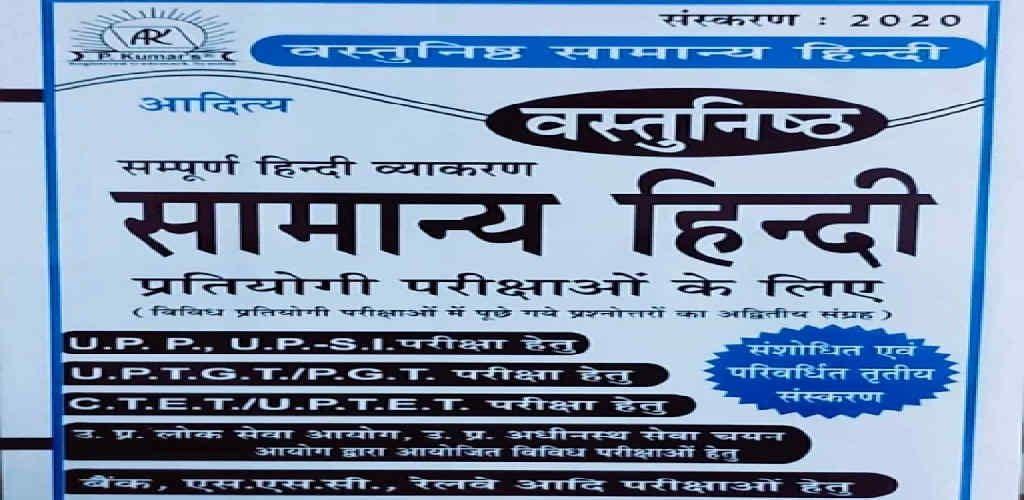 संस्करण : 2020
P. Kumar's
वस्तुनिष्ठ सामान्य हिन्दी
आदित्य
वस्तुनिष्ठ
सम्पूर्ण हिन्दी व्याकरण
सामान्य हिन्दी
प्रतियोगी परीक्षाओं के लिए
( विविध प्रतियोगी परीक्षाओं में पूछे गये प्रश्नोत्तरों का अद्वितीय संग्रह )
U.P. P., U.P.-S.I. परीक्षा हेतु
U.P.T.G.T./P.G.T. परीक्षा हेतु
C.T.E.T./U.P.T.E.T. परीक्षा हेतु
उ. प्र. लोक सेवा आयोग, उ. प्र. अधीनस्थ सेवा चयन
आयोग द्वारा आयोजित विविध परीक्षाओं हेतु
बैंक, एस.एस.सी., रेलवे आदि परीक्षाओं हेतु
संशोधित एवं
परिवर्धित तृतीय
संस्करण